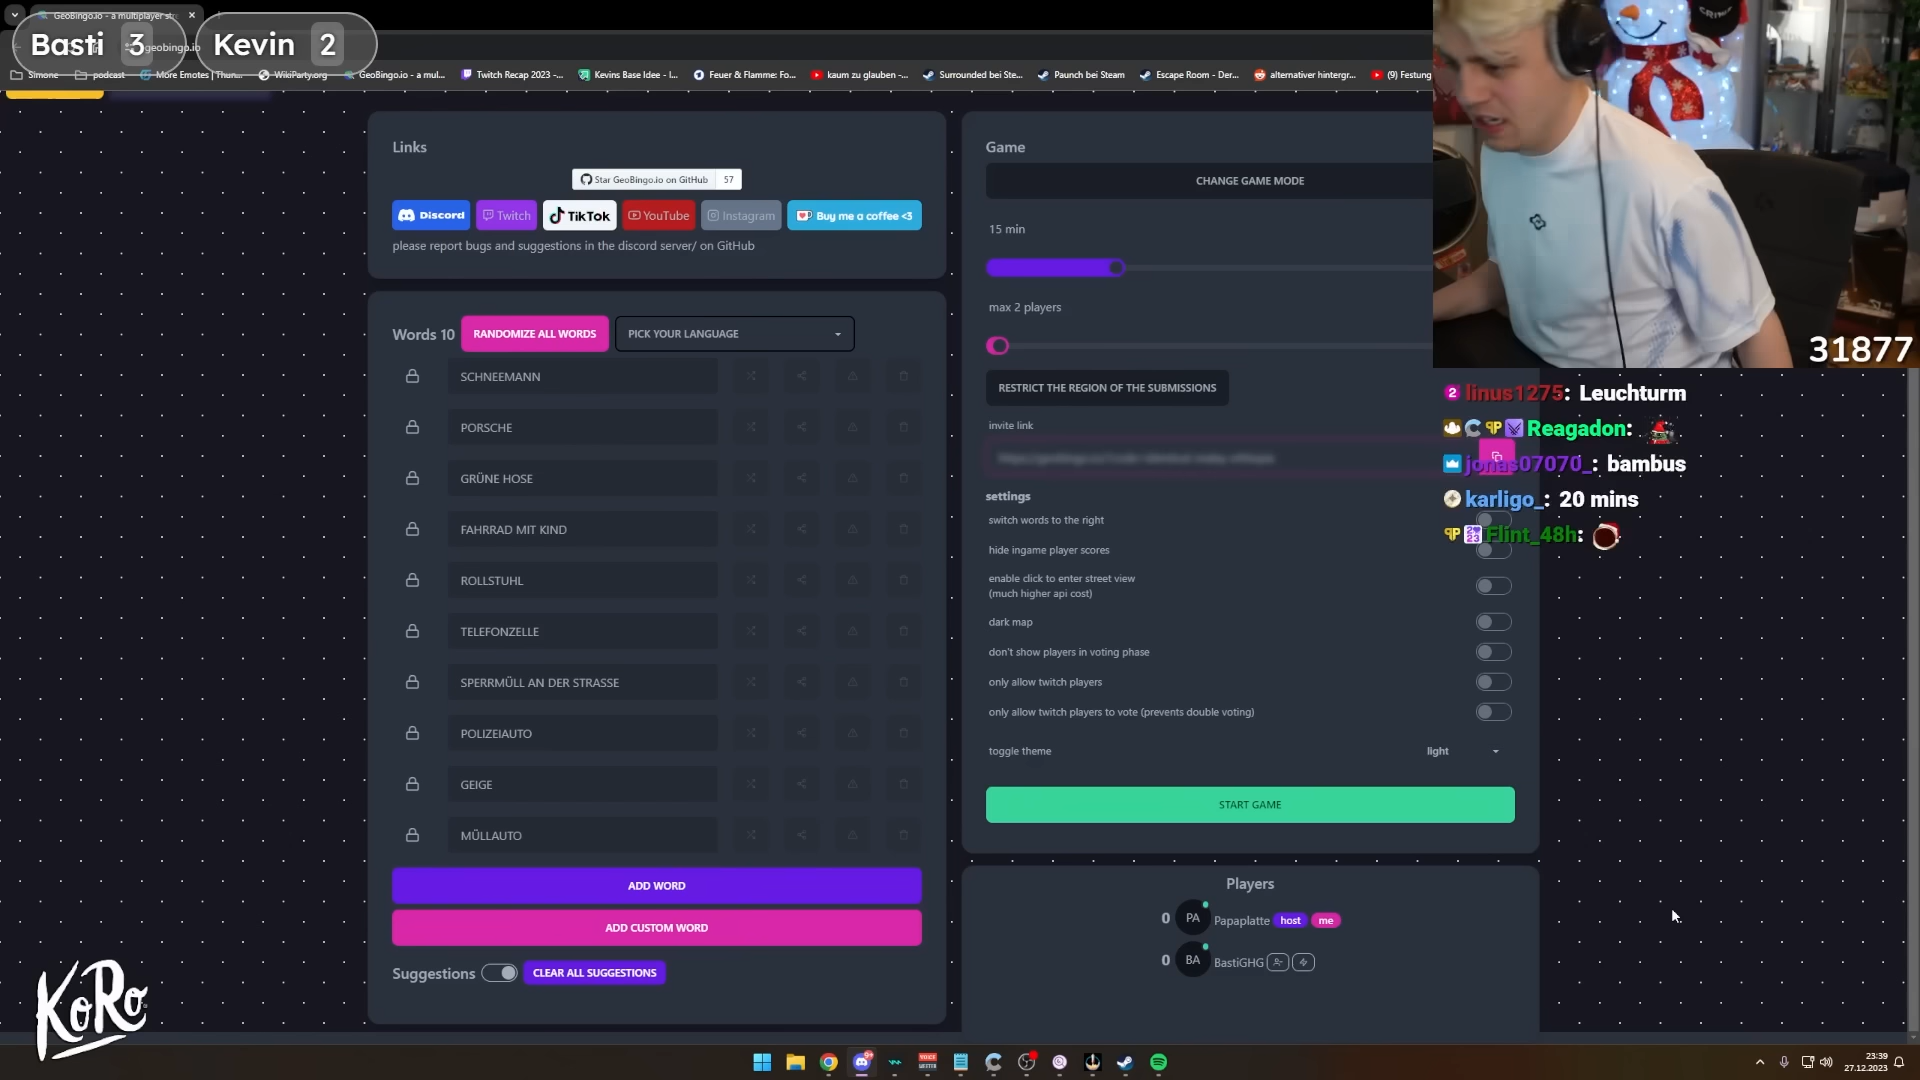 GeoBingo.io - a multiplayer str
Basti 3
Kevin 2
geobingo.io
Simone
podcast
More Emotes | Thun...
WikiParty.org
GeoBingo.io - a mul...
Twitch Recap 2023 -...
Kevins Base Idee - l...
Feuer & Flamme: Fo...
kaum zu glauben -...
Surrounded bei Ste...
Paunch bei Steam
Escape Room - Der...
alternativer hintergr...
(9) Festung
Links
Star GeoBingo.io on GitHub 57
Discord
Twitch
TikTok
YouTube
Instagram
Buy me a coffee <3
please report bugs and suggestions in the discord server/ on GitHub
Words 10
RANDOMIZE ALL WORDS
PICK YOUR LANGUAGE
SCHNEEMANN
PORSCHE
GRÜNE HOSE
FAHRRAD MIT KIND
ROLLSTUHL
TELEFONZELLE
SPERRMÜLL AN DER STRASSE
POLIZEIAUTO
GEIGE
MÜLLAUTO
ADD WORD
ADD CUSTOM WORD
Suggestions
CLEAR ALL SUGGESTIONS
Game
CHANGE GAME MODE
15 min
max 2 players
RESTRICT THE REGION OF THE SUBMISSIONS
invite link
settings
switch words to the right
hide ingame player scores
enable click to enter street view
(much higher api cost)
dark map
don't show players in voting phase
only allow twitch players
only allow twitch players to vote (prevents double voting)
toggle theme
light
START GAME
Players
0 PA Papaplatte host me
0 BA BastiGHG
31877
linus1275: Leuchturm
Reagadon:
jonas07070_: bambus
karligo_: 20 mins
Flint_48h:
KoRo
23:39
27.12.2023